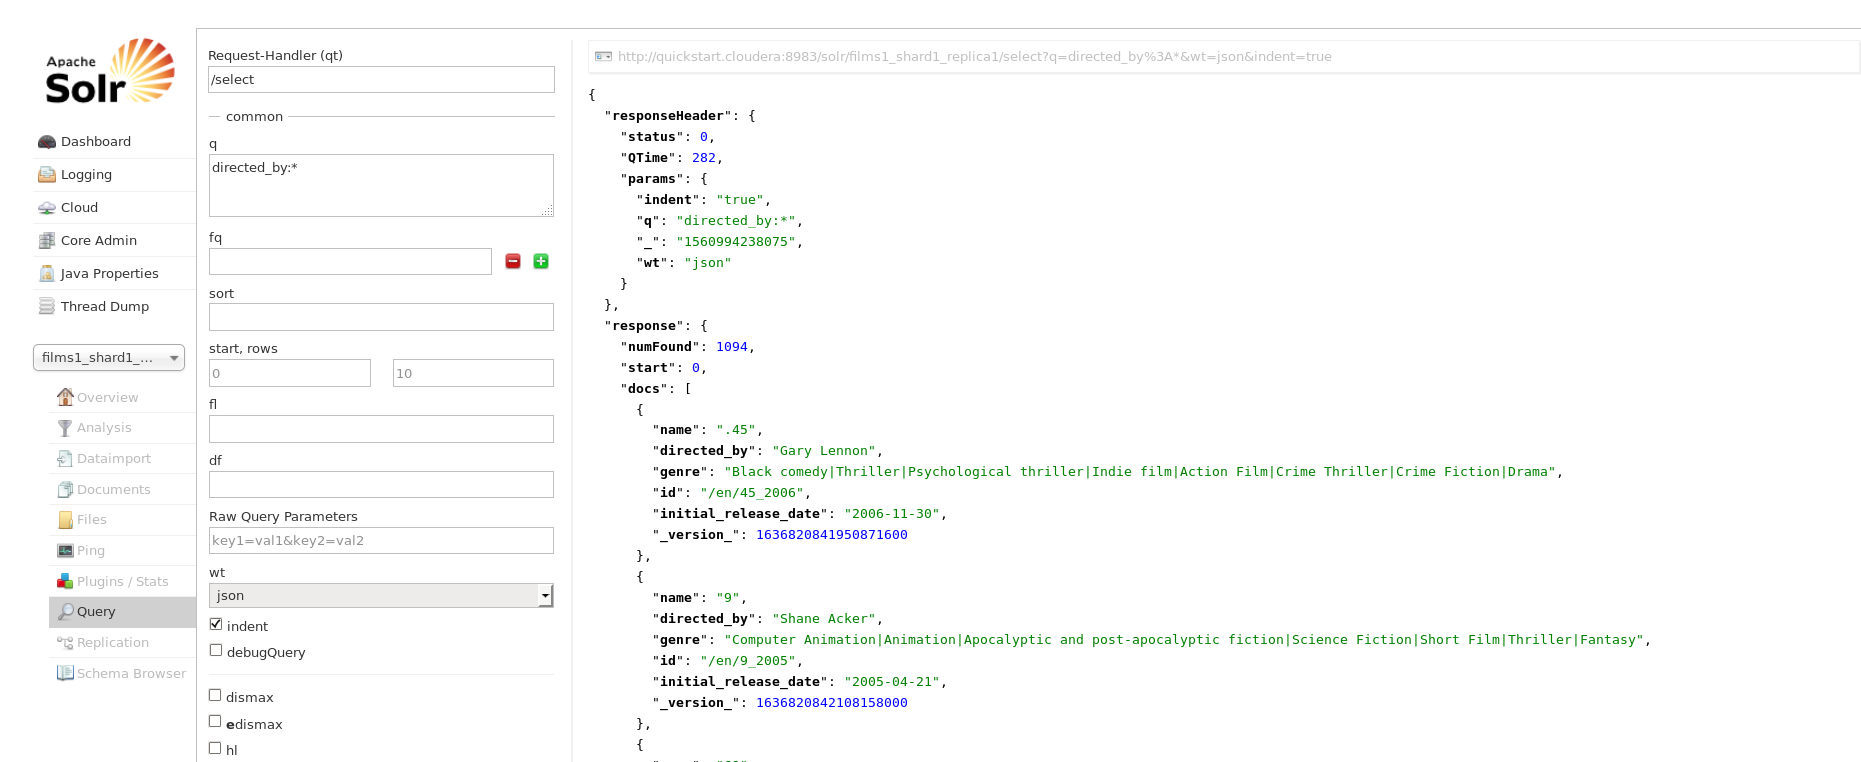 Apache
Solr
Dashboard
Logging
Cloud
Core Admin
Java Properties
Thread Dump
films1_shard1_...
Overview
Analysis
Dataimport
Documents
Files
Ping
Plugins / Stats
Query
Replication
Schema Browser
Request-Handler (qt)
/select
common
q
directed_by:*
fq
sort
start, rows
0 10
fl
df
Raw Query Parameters
key1=val1&key2=val2
wt
json
indent
debugQuery
dismax
edismax
hl
http://quickstart.cloudera:8983/solr/films1_shard1_replica1/select?q=directed_by%3A*&wt=json&indent=true
{
"responseHeader": {
"status": 0,
"QTime": 282,
"params": {
"indent": "true",
"q": "directed_by:*",
"_": "1560994238075",
"wt": "json"
}
},
"response": {
"numFound": 1094,
"start": 0,
"docs": [
{
"name": ".45",
"directed_by": "Gary Lennon",
"genre": "Black comedy|Thriller|Psychological thriller|Indie film|Action Film|Crime Thriller|Crime Fiction|Drama",
"id": "/en/45_2006",
"initial_release_date": "2006-11-30",
"_version_": 1636820841950871600
},
{
"name": "9",
"directed_by": "Shane Acker",
"genre": "Computer Animation|Animation|Apocalyptic and post-apocalyptic fiction|Science Fiction|Short Film|Thriller|Fantasy",
"id": "/en/9_2005",
"initial_release_date": "2005-04-21",
"_version_": 1636820842108158000
},
{